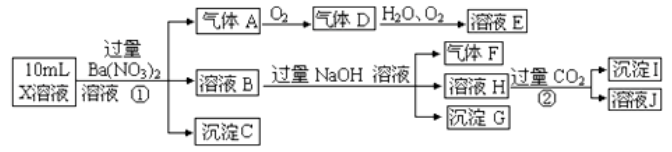 气体 A O₂ 气体 D H₂O、O₂ 溶液 E
10mL
X溶液
过量
Ba(NO₃)₂
溶液 ①
溶液 B
过量 NaOH 溶液
气体 F
溶液 H
过量 CO₂
②
沉淀 I
溶液 J
沉淀 C
沉淀 G